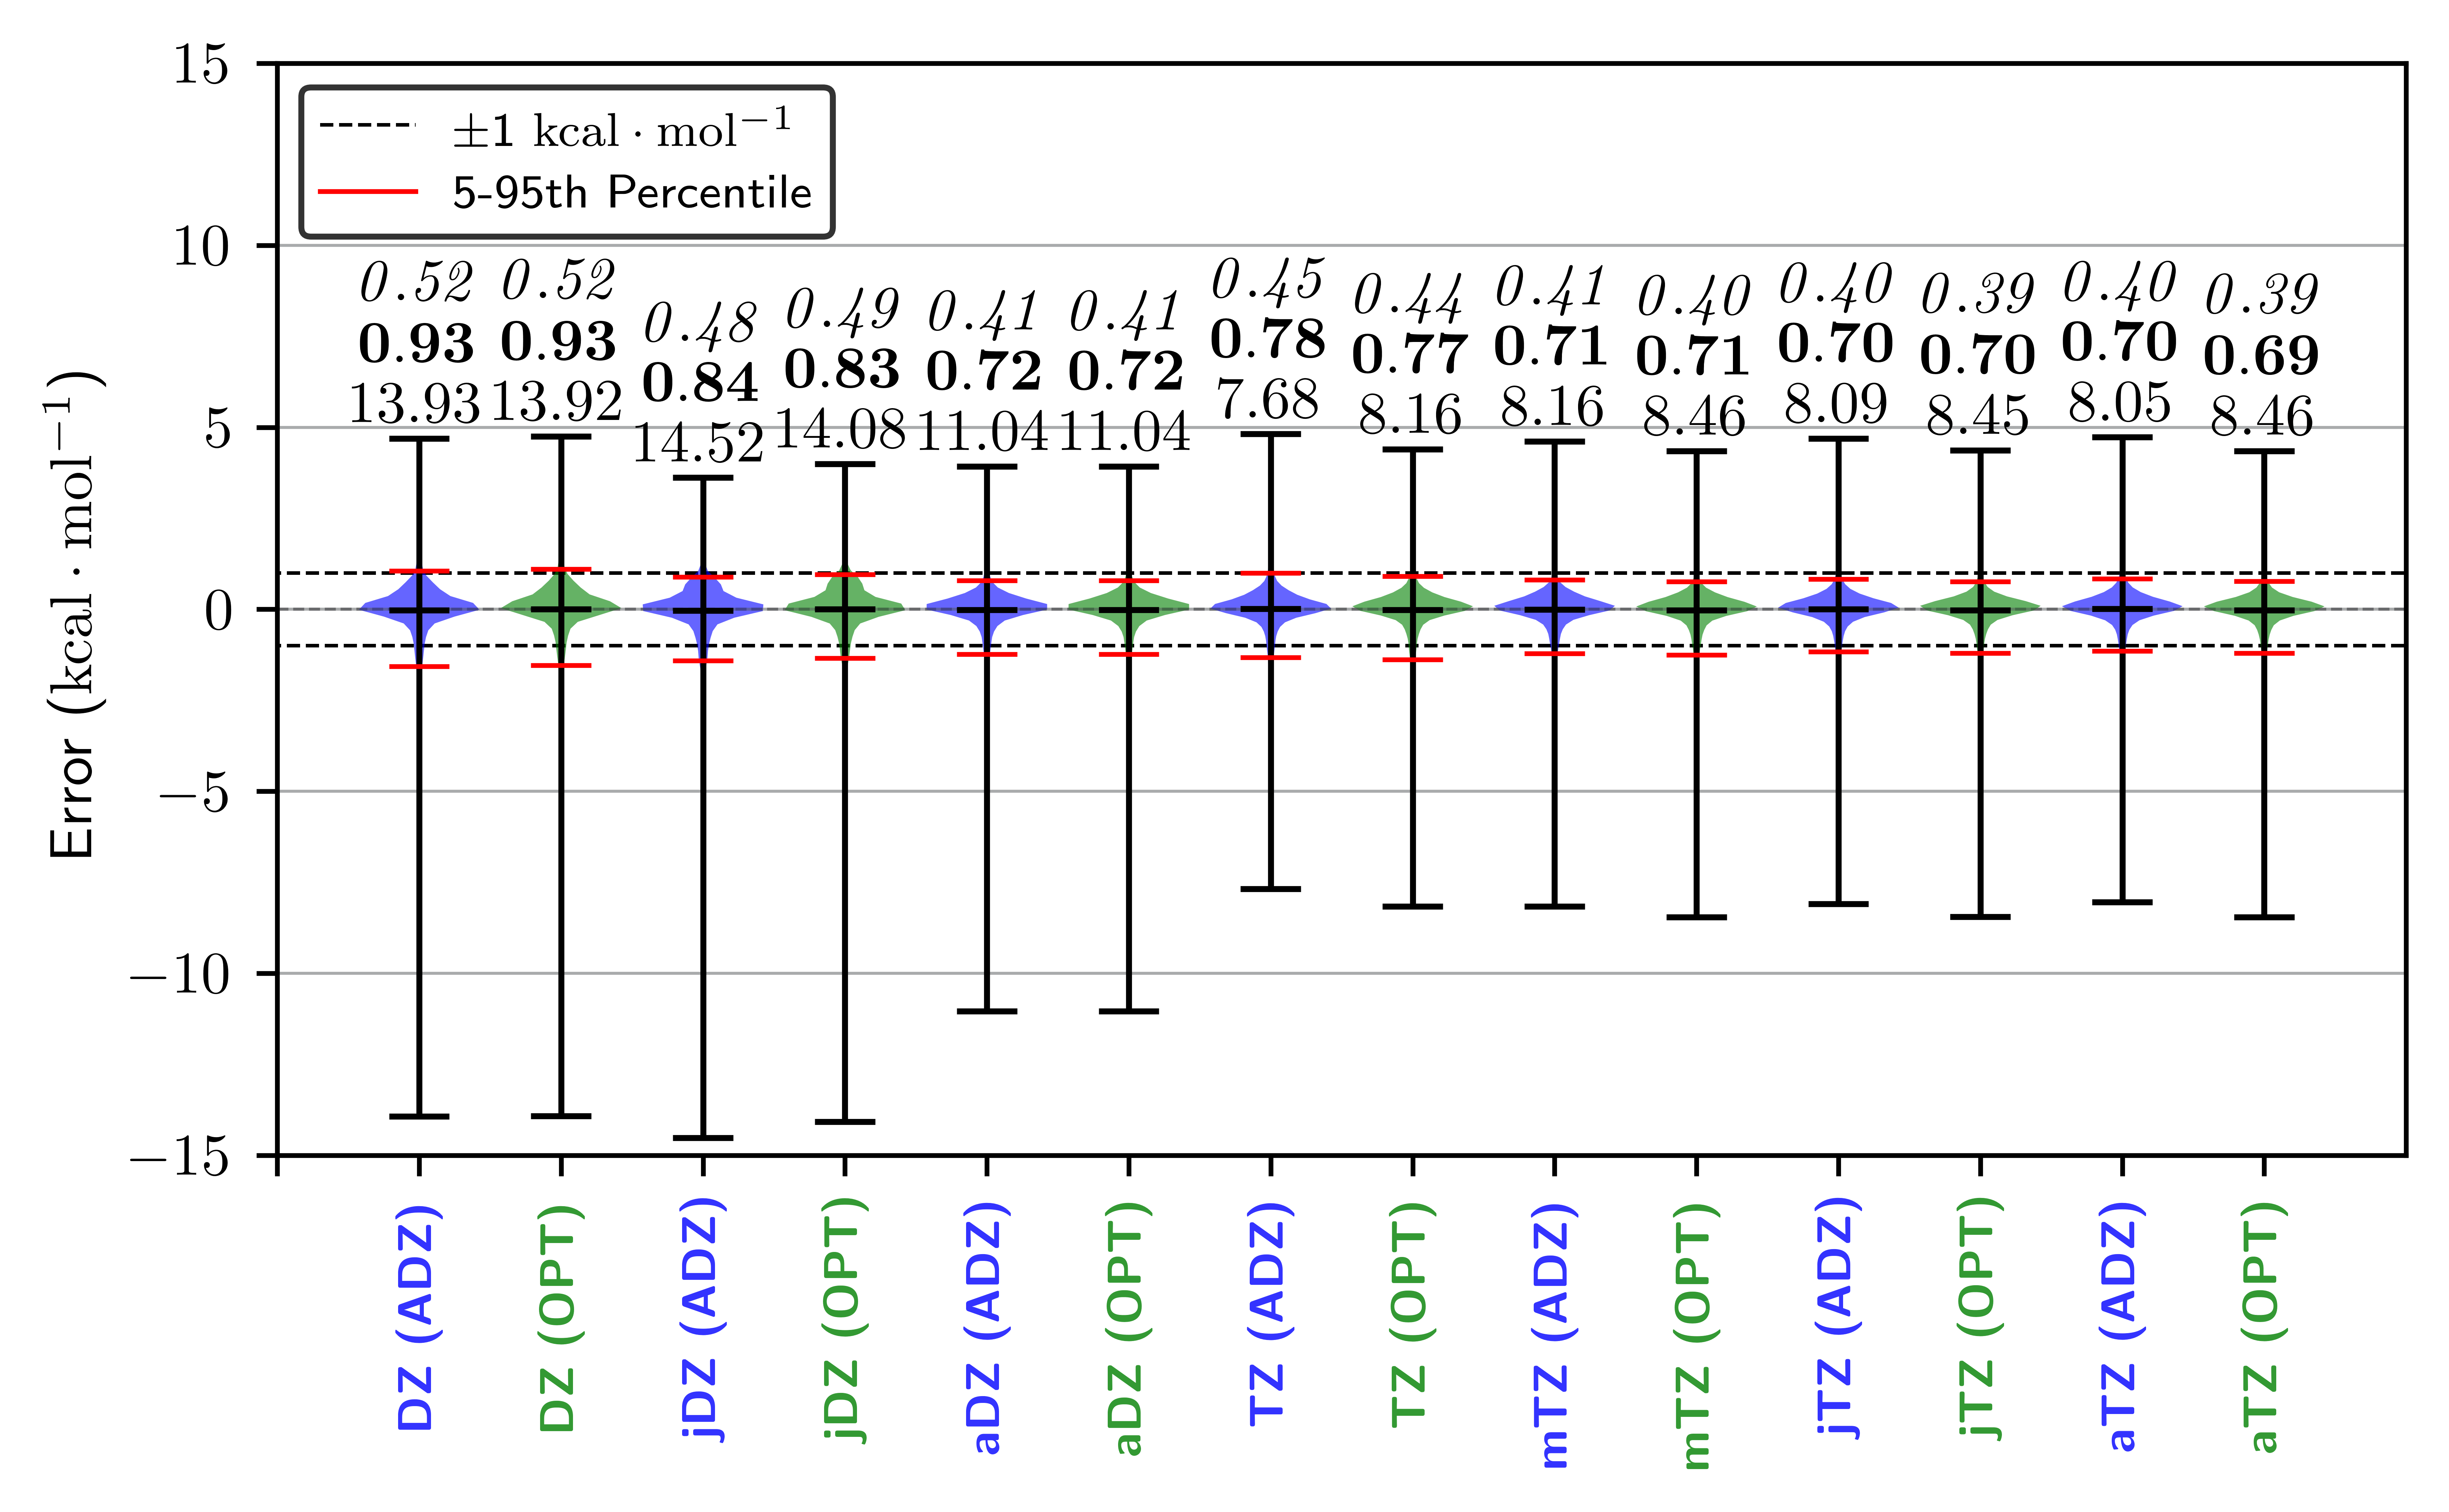 15
10
5
0
−5
−10
−15
Error (kcal · mol⁻¹)
±1 kcal · mol⁻¹
5-95th Percentile
0.52 0.52 0.48 0.49 0.41 0.41 0.45 0.44 0.41 0.40 0.40 0.39 0.40 0.39
0.93 0.93 0.84 0.83 0.72 0.72 0.78 0.77 0.71 0.71 0.70 0.70 0.70 0.69
13.93 13.92 14.52 14.08 11.04 11.04 7.68 8.16 8.16 8.46 8.09 8.45 8.05 8.46
DZ (ADZ)
DZ (OPT)
jDZ (ADZ)
jDZ (OPT)
aDZ (ADZ)
aDZ (OPT)
TZ (ADZ)
TZ (OPT)
mTZ (ADZ)
mTZ (OPT)
jTZ (ADZ)
jTZ (OPT)
aTZ (ADZ)
aTZ (OPT)